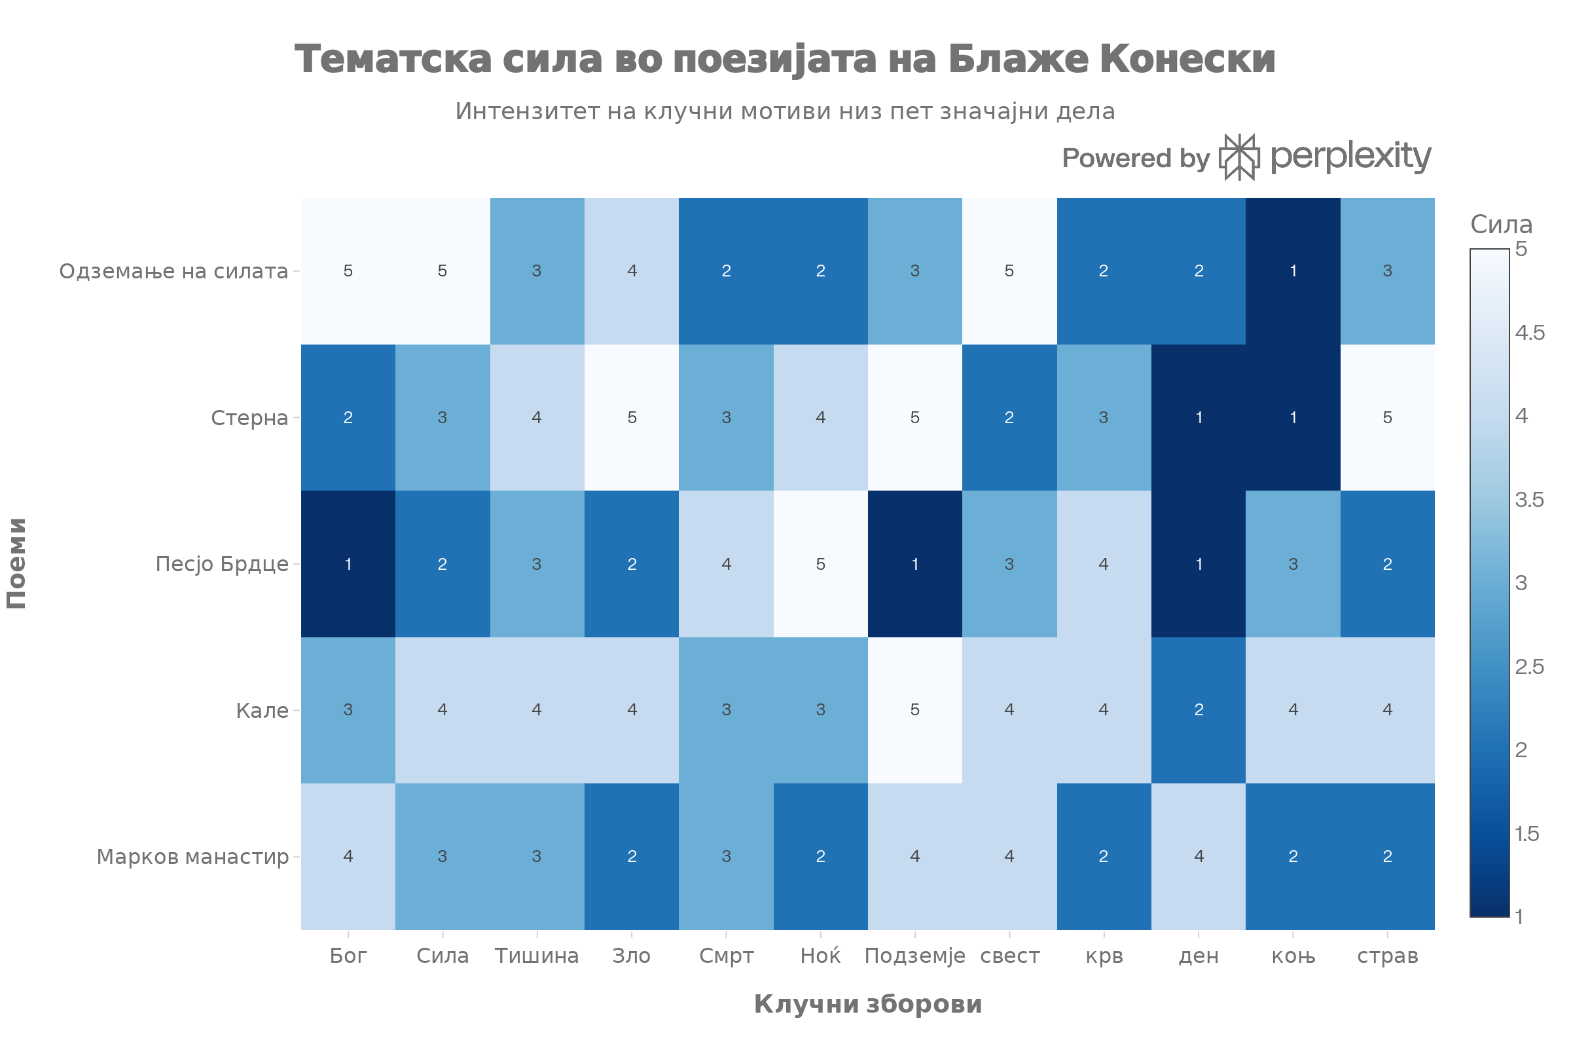 Тематска сила во поезијата на Блаже Конески
Интензитет на клучни мотиви низ пет значајни дела
Powered by perplexity
Сила
5
4.5
4
3.5
3
2.5
2
1.5
1
Поеми
Одземање на силата 5 5 3 4 2 2 3 5 2 2 1 3
Стерна 2 3 4 5 3 4 5 2 3 1 1 5
Песјо Брдце 1 2 3 2 4 5 1 3 4 1 3 2
Кале 3 4 4 4 3 3 5 4 4 2 4 4
Марков манастир 4 3 3 2 3 2 4 4 2 4 2 2
Бог Сила Тишина Зло Смрт Ноќ Подземје свест крв ден коњ страв
Клучни зборови